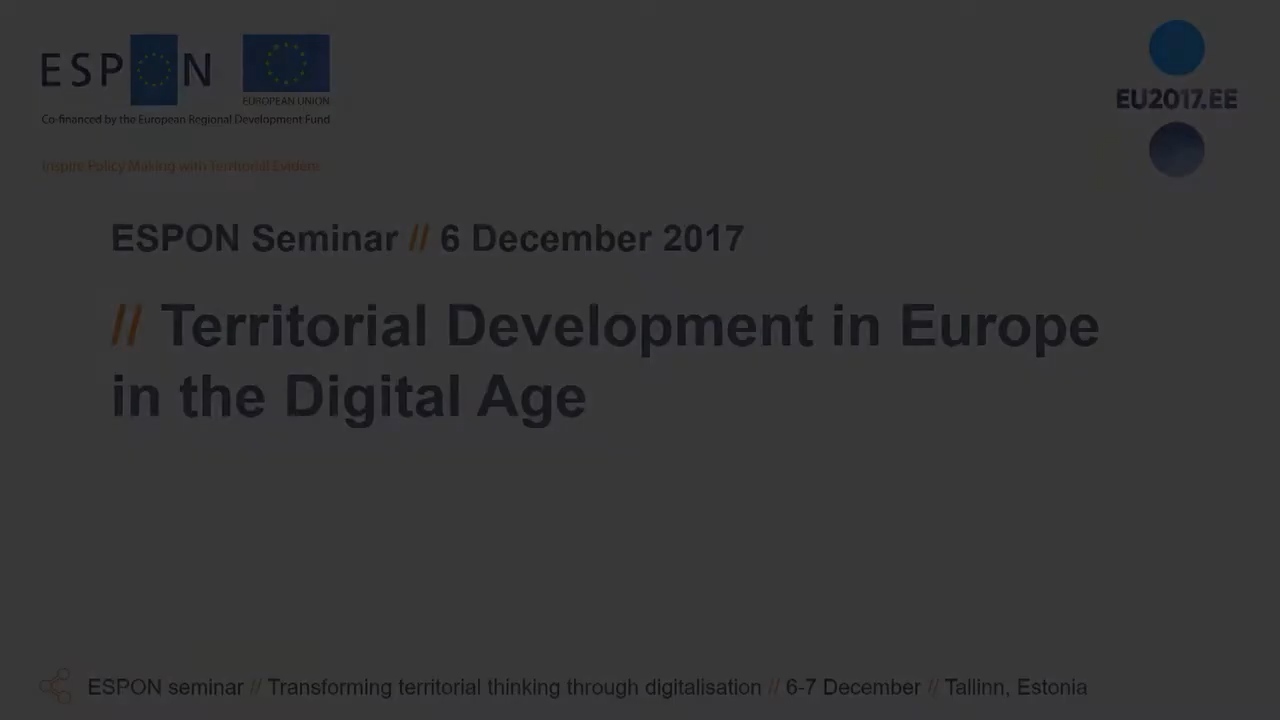 ESPON
EUROPEAN UNION
Co-financed by the European Regional Development Fund
Inspire Policy Making with Territorial Evidence
EU2017.EE
ESPON Seminar // 6 December 2017
// Territorial Development in Europe
in the Digital Age
ESPON seminar // Transforming territorial thinking through digitalisation // 6-7 December // Tallinn, Estonia